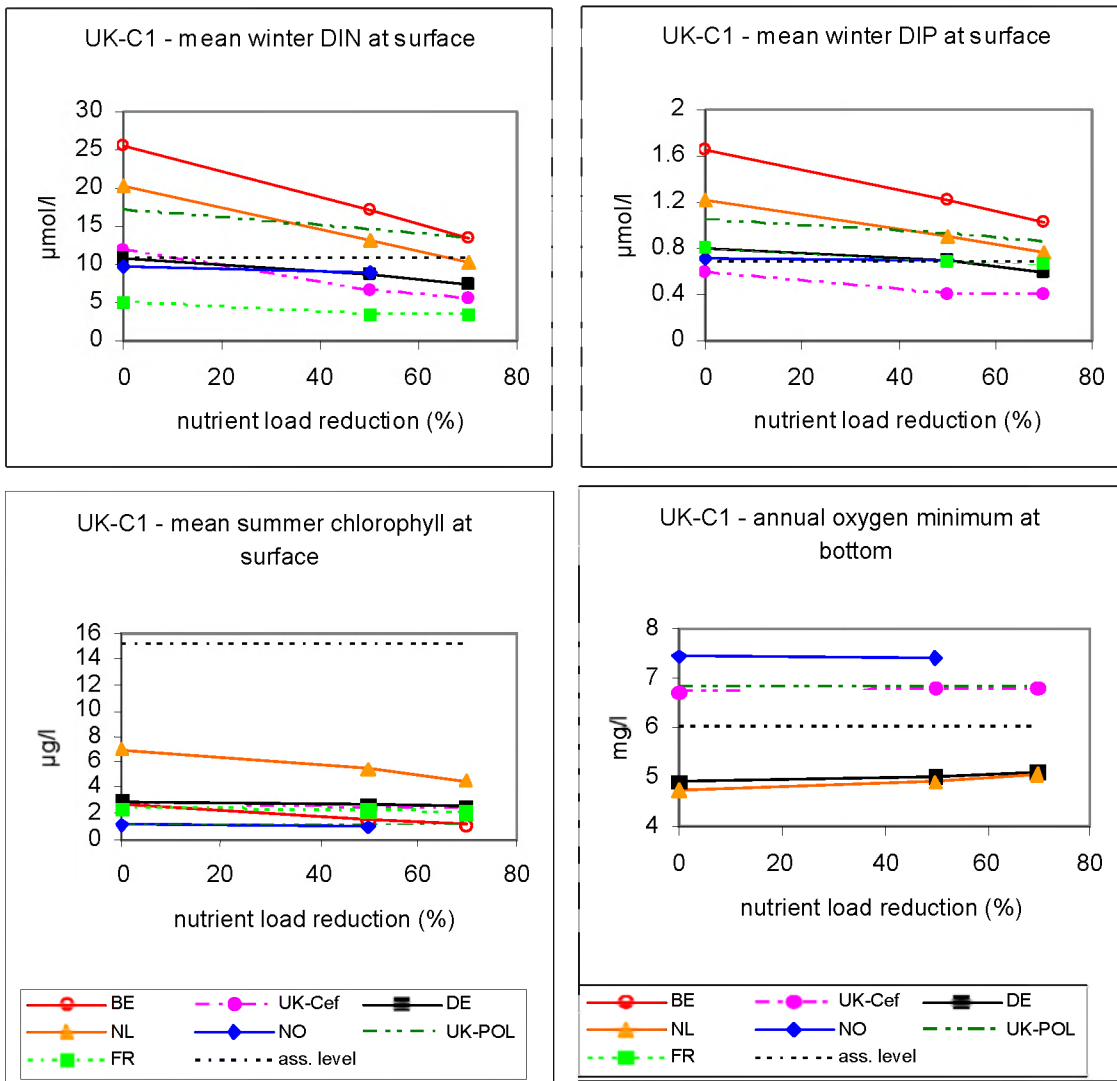 UK-C1 - mean winter DIN at surface
30
25
20
15
10
5
0
µmol/l
0 20 40 60 80
nutrient load reduction (%)
UK-C1 - mean winter DIP at surface
2
1.6
1.2
0.8
0.4
0
µmol/l
0 20 40 60 80
nutrient load reduction (%)
UK-C1 - mean summer chlorophyll at
surface
16
14
12
10
8
6
4
2
0
µg/l
0 20 40 60 80
nutrient load reduction (%)
BE UK-Cef DE
NL NO UK-POL
FR ass. level
UK-C1 - annual oxygen minimum at
bottom
8
7
6
5
4
mg/l
0 20 40 60 80
nutrient load reduction (%)
BE UK-Cef DE
NL NO UK-POL
FR ass. level